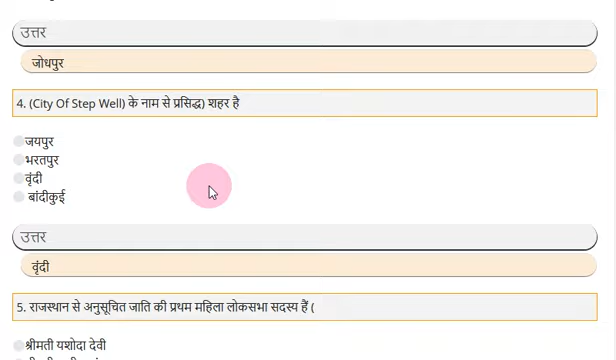 उत्तर
जोधपुर
4. (City Of Step Well) के नाम से प्रसिद्ध) शहर है
जयपुर
भरतपुर
वृंदी
बांदीकुई
उत्तर
वृंदी
5. राजस्थान से अनुसूचित जाति की प्रथम महिला लोकसभा सदस्य हैं (
श्रीमती यशोदा देवी